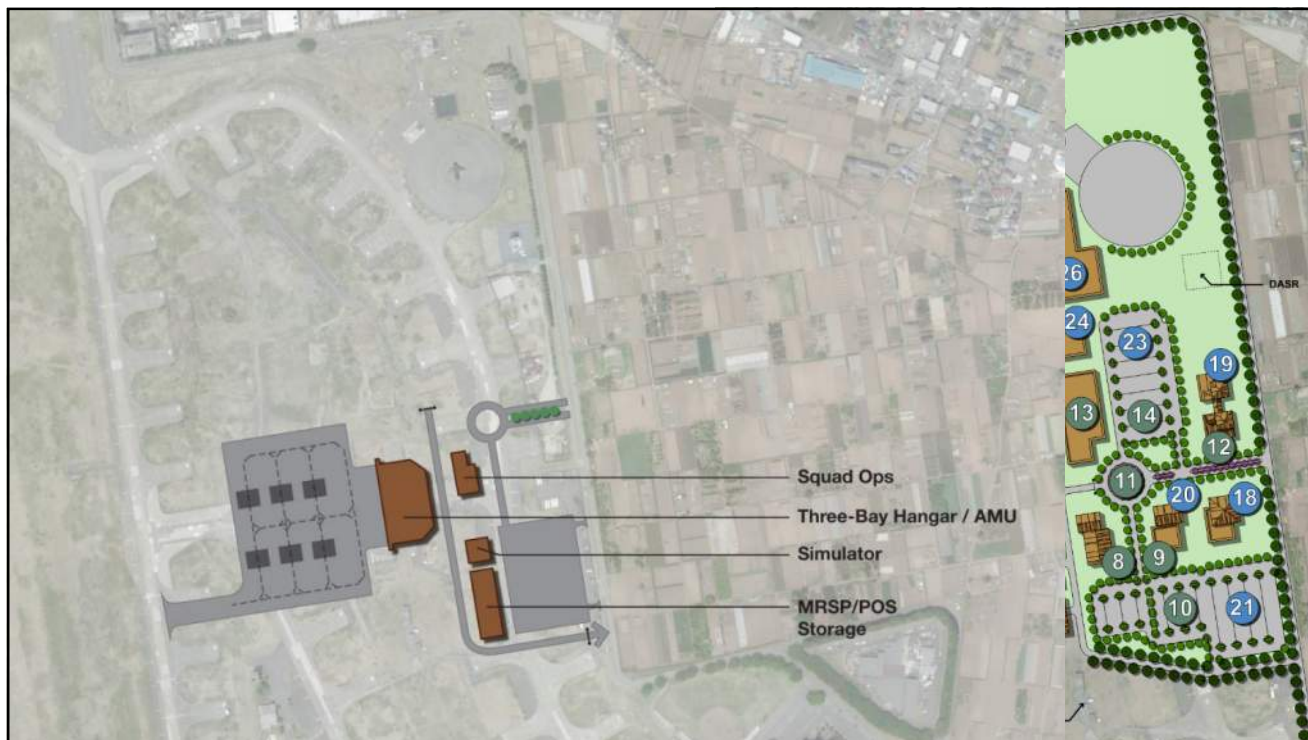 Squad Ops
Three-Bay Hangar / AMU
Simulator
MRSP/POS
Storage
26
DASR
24
23
19
13
14
12
11
20
18
8
9
10
21